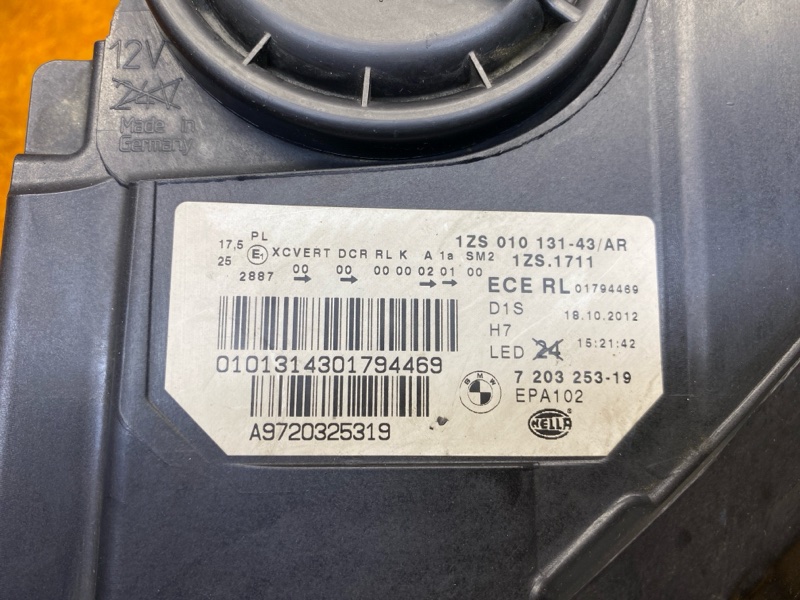 12V
24V
Made in
Germany
PL
17,5 E1 XCVERT DCR RL K A 1a SM2
25 2887 00 → 00 → 00 00 02 → 01 → 00
1ZS 010 131-43/AR
1ZS.1711
ECE RL 01794469
D1S 18.10.2012
H7
LED 24 15:21:42
0101314301794469
BMW 7 203 253-19
EPA102
A9720325319
HELLA